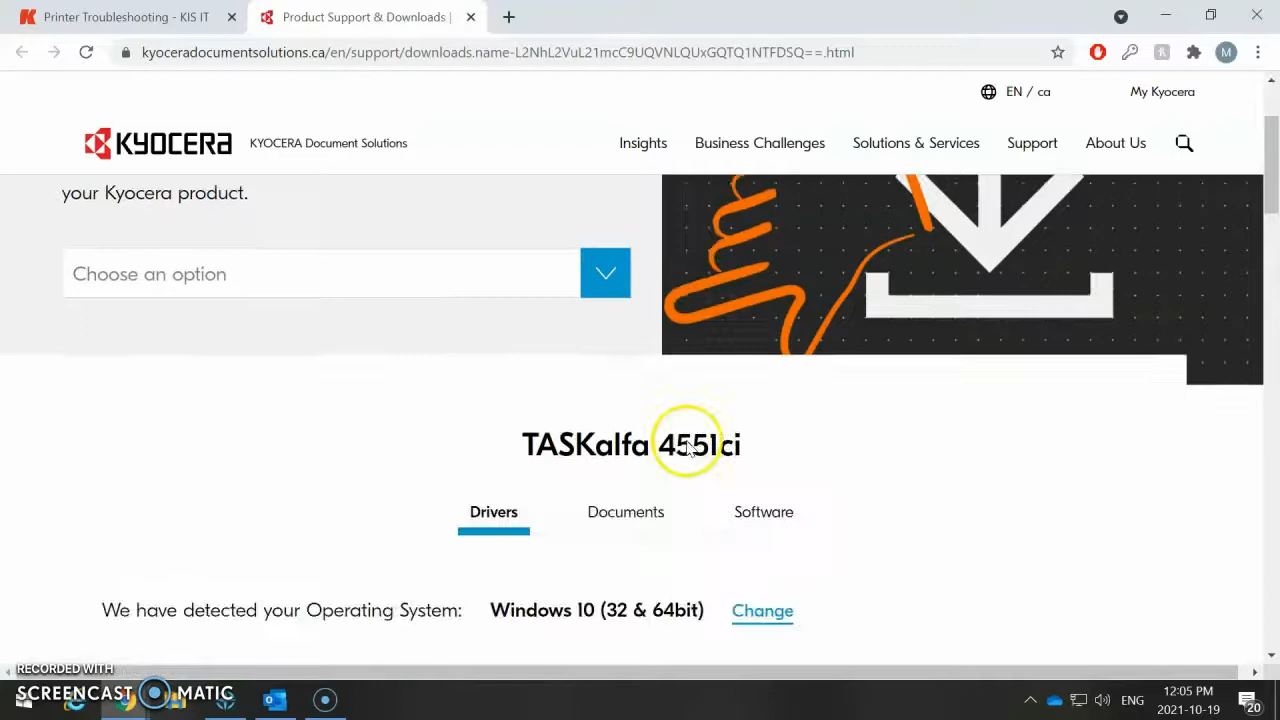 Printer Troubleshooting - KIS IT
Product Support & Downloads |
kyoceradocumentsolutions.ca/en/support/downloads.name-L2NhL2VuL21mcC9UQVNLQUxGQTQ1NTFDSQ==.html
M
EN / ca
My Kyocera
KYOCERA
KYOCERA Document Solutions
Insights
Business Challenges
Solutions & Services
Support
About Us
your Kyocera product.
Choose an option
TASKalfa 4551ci
Drivers
Documents
Software
We have detected your Operating System:
Windows 10 (32 & 64bit)
Change
RECORDED WITH
SCREENCAST MATIC
ENG
12:05 PM
2021-10-19
20